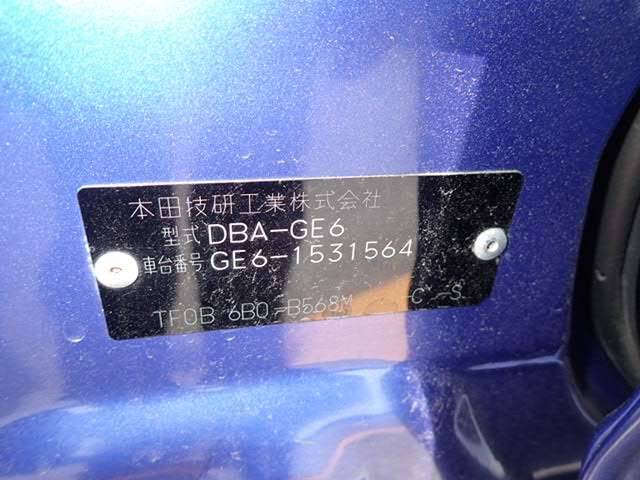 本田技研工業株式会社
型式 DBA-GE6
車台番号 GE6-1531564
TF0B 6B0-B568M C -S